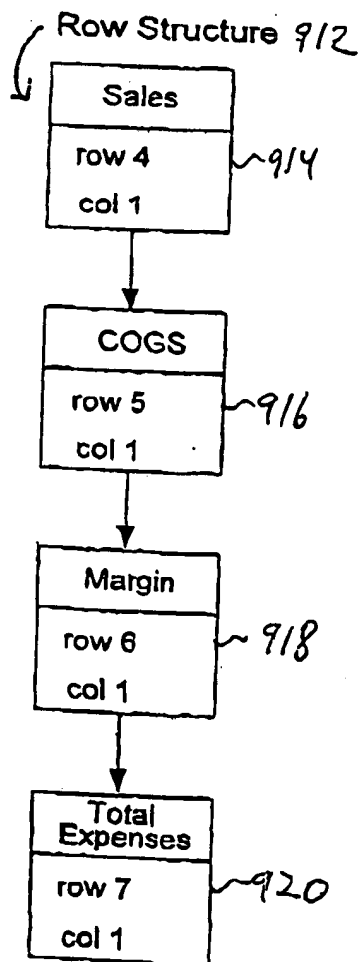 Row Structure 912
Sales
row 4 914
col 1
COGS
row 5 916
col 1
Margin
row 6 918
col 1
Total
Expenses
row 7 920
col 1